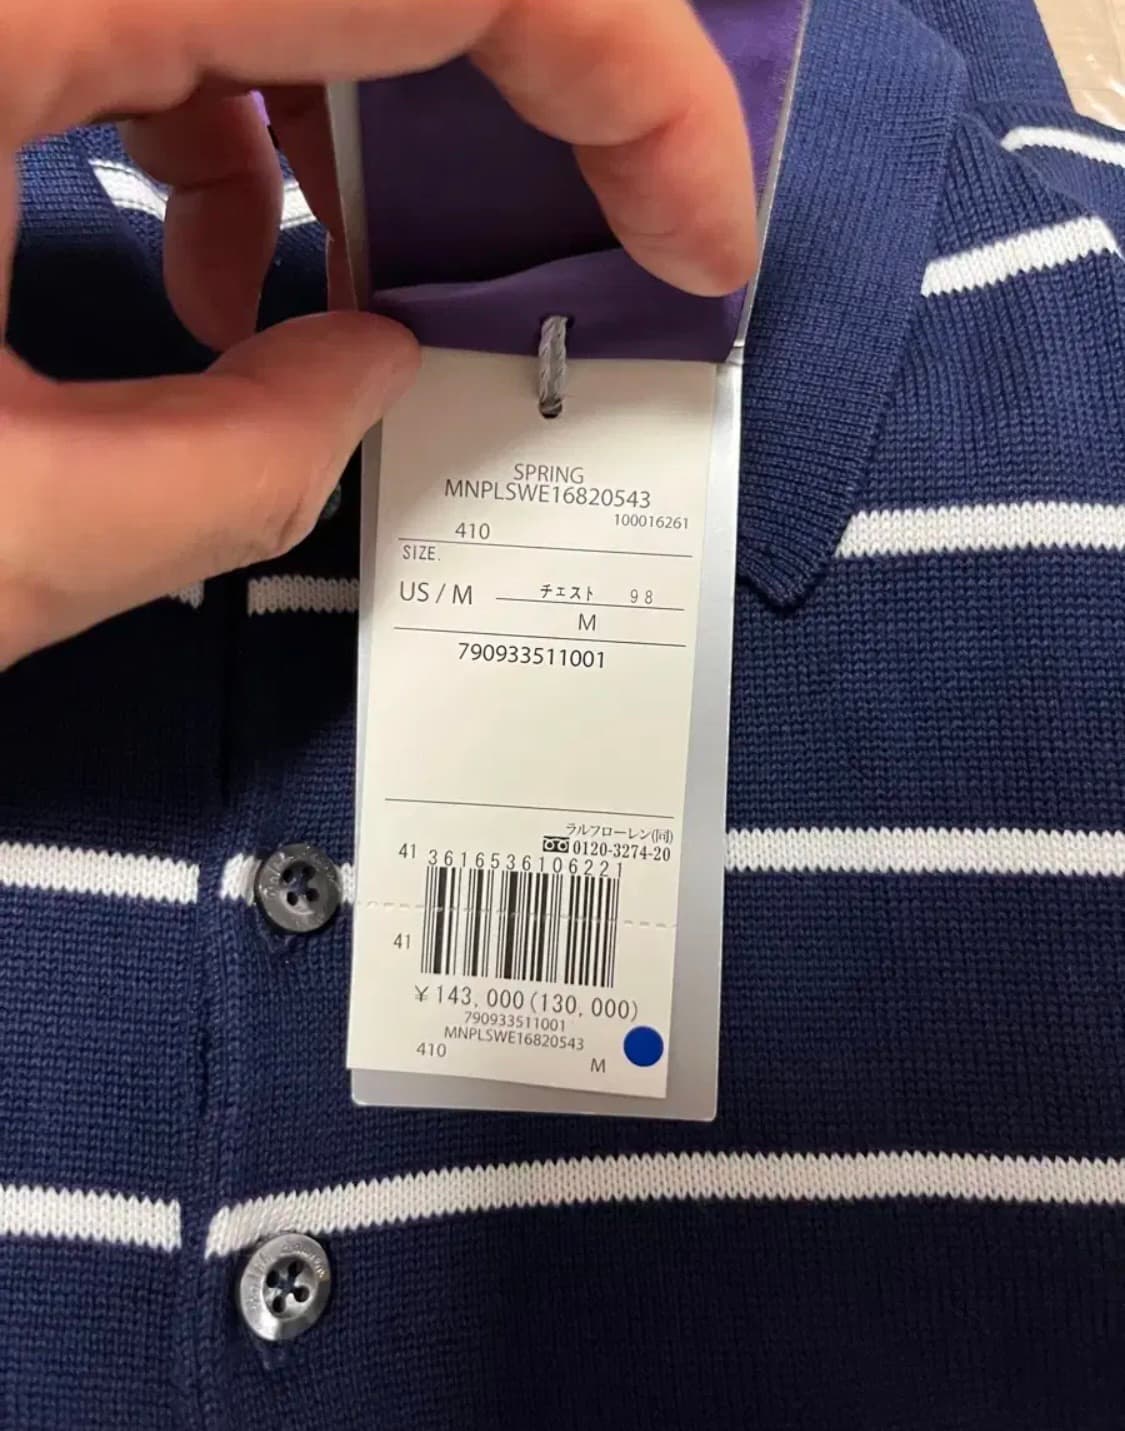 SPRING
MNPLSWE16820543
100016261
410
SIZE.
US / M チェスト 98
M
790933511001
ラルフローレン(同)
0120-3274-20
41 3616536106221
41
¥143,000(130,000)
790933511001
MNPLSWE16820543
410
M